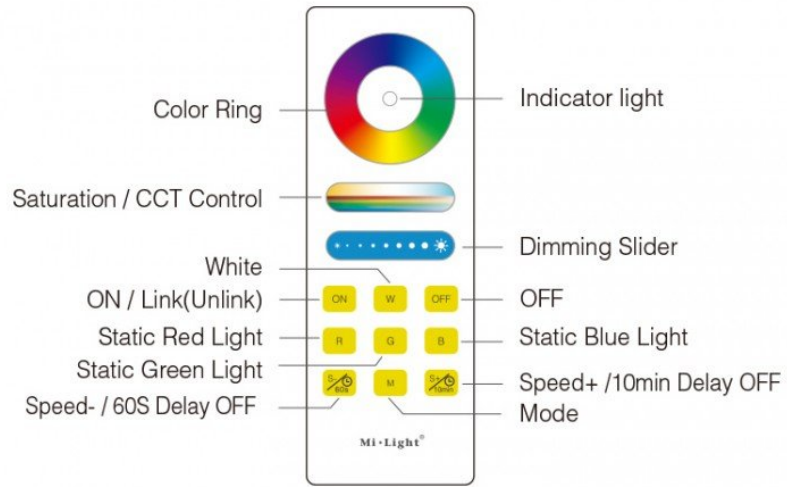 Color Ring
Indicator light
Saturation / CCT Control
Dimming Slider
White
ON / Link(Unlink)
ON
W
OFF
OFF
Static Red Light
R
G
B
Static Blue Light
Static Green Light
S-/60S
M
S+/10min
Speed+ /10min Delay OFF
Speed- / 60S Delay OFF
Mode
Mi·Light®